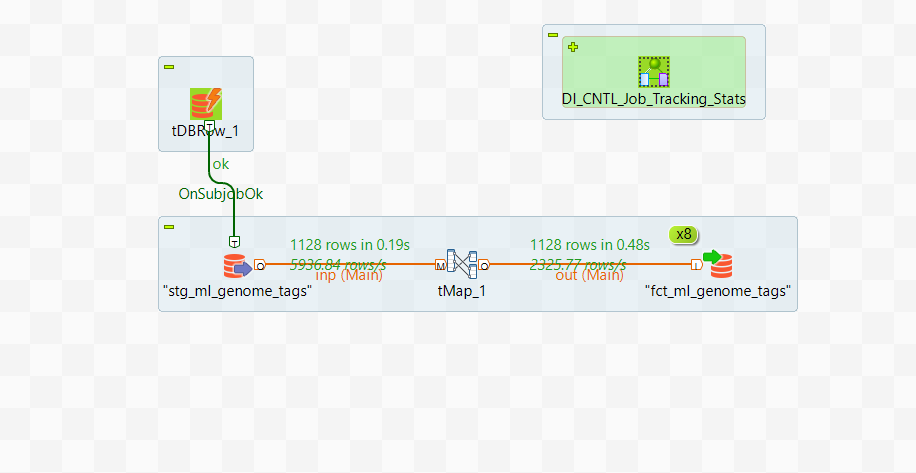 DI_CNTL_Job_Tracking_Stats
T
tDBRow_1
ok
OnSubjobOk
T
x8
1128 rows in 0.19s
1128 rows in 0.48s
O
5936.84 rows/s
M
O
2325.77 rows/s
I
inp (Main)
out (Main)
"stg_ml_genome_tags"
tMap_1
"fct_ml_genome_tags"